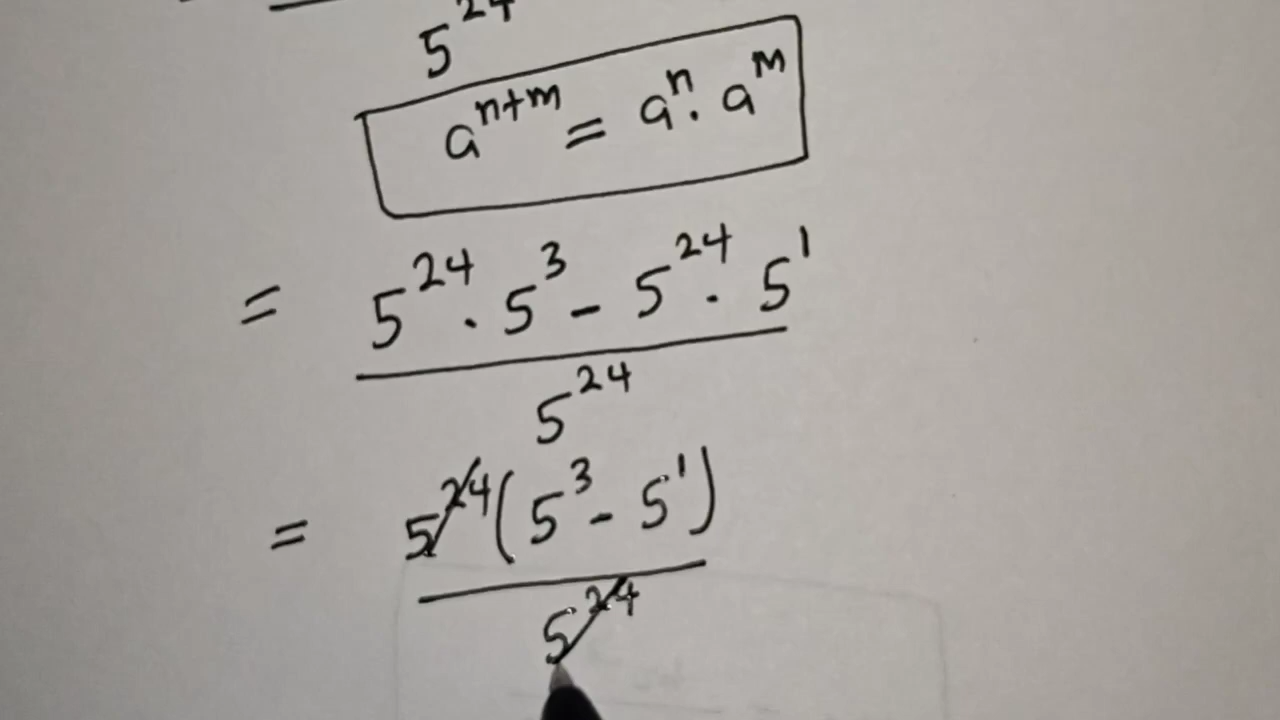 5^24
a^(n+m) = a^n · a^m
= (5^24 · 5^3 - 5^24 · 5^1) / 5^24
= 5^24 (5^3 - 5^1) / 5^24